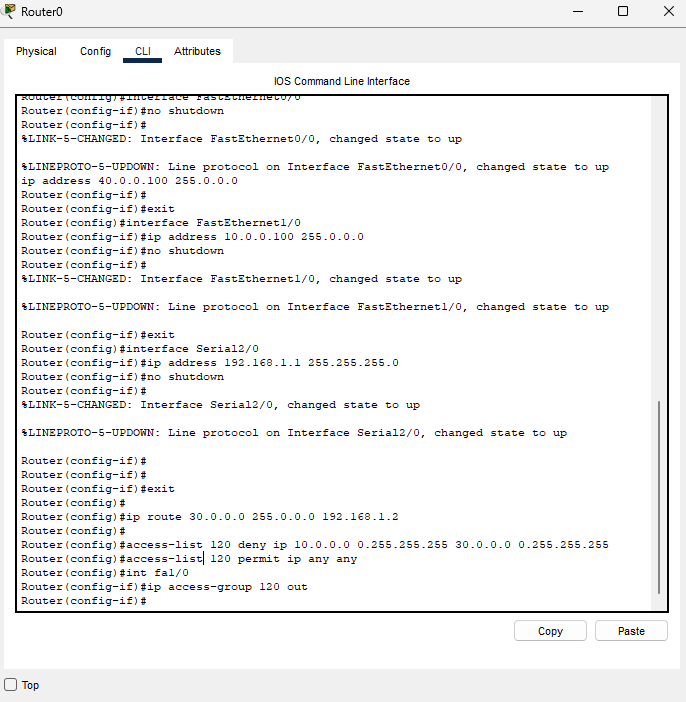 Router0
Physical Config CLI Attributes
IOS Command Line Interface
Router(config)#interface FastEthernet0/0
Router(config-if)#no shutdown
Router(config-if)#
%LINK-5-CHANGED: Interface FastEthernet0/0, changed state to up
%LINEPROTO-5-UPDOWN: Line protocol on Interface FastEthernet0/0, changed state to up
ip address 40.0.0.100 255.0.0.0
Router(config-if)#
Router(config-if)#exit
Router(config)#interface FastEthernet1/0
Router(config-if)#ip address 10.0.0.100 255.0.0.0
Router(config-if)#no shutdown
Router(config-if)#
%LINK-5-CHANGED: Interface FastEthernet1/0, changed state to up
%LINEPROTO-5-UPDOWN: Line protocol on Interface FastEthernet1/0, changed state to up
Router(config-if)#exit
Router(config)#interface Serial2/0
Router(config-if)#ip address 192.168.1.1 255.255.255.0
Router(config-if)#no shutdown
Router(config-if)#
%LINK-5-CHANGED: Interface Serial2/0, changed state to up
%LINEPROTO-5-UPDOWN: Line protocol on Interface Serial2/0, changed state to up
Router(config-if)#
Router(config-if)#
Router(config-if)#exit
Router(config)#
Router(config)#ip route 30.0.0.0 255.0.0.0 192.168.1.2
Router(config)#
Router(config)#access-list 120 deny ip 10.0.0.0 0.255.255.255 30.0.0.0 0.255.255.255
Router(config)#access-list 120 permit ip any any
Router(config)#int fa1/0
Router(config-if)#ip access-group 120 out
Router(config-if)#
Copy Paste
Top